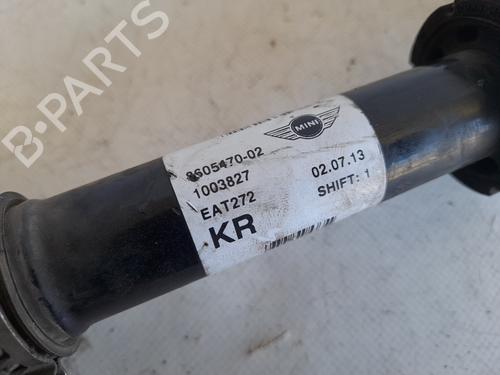 B-PARTS
MINI
8605470-02
1003827
EAT272
KR
02.07.13
SHIFT: 1